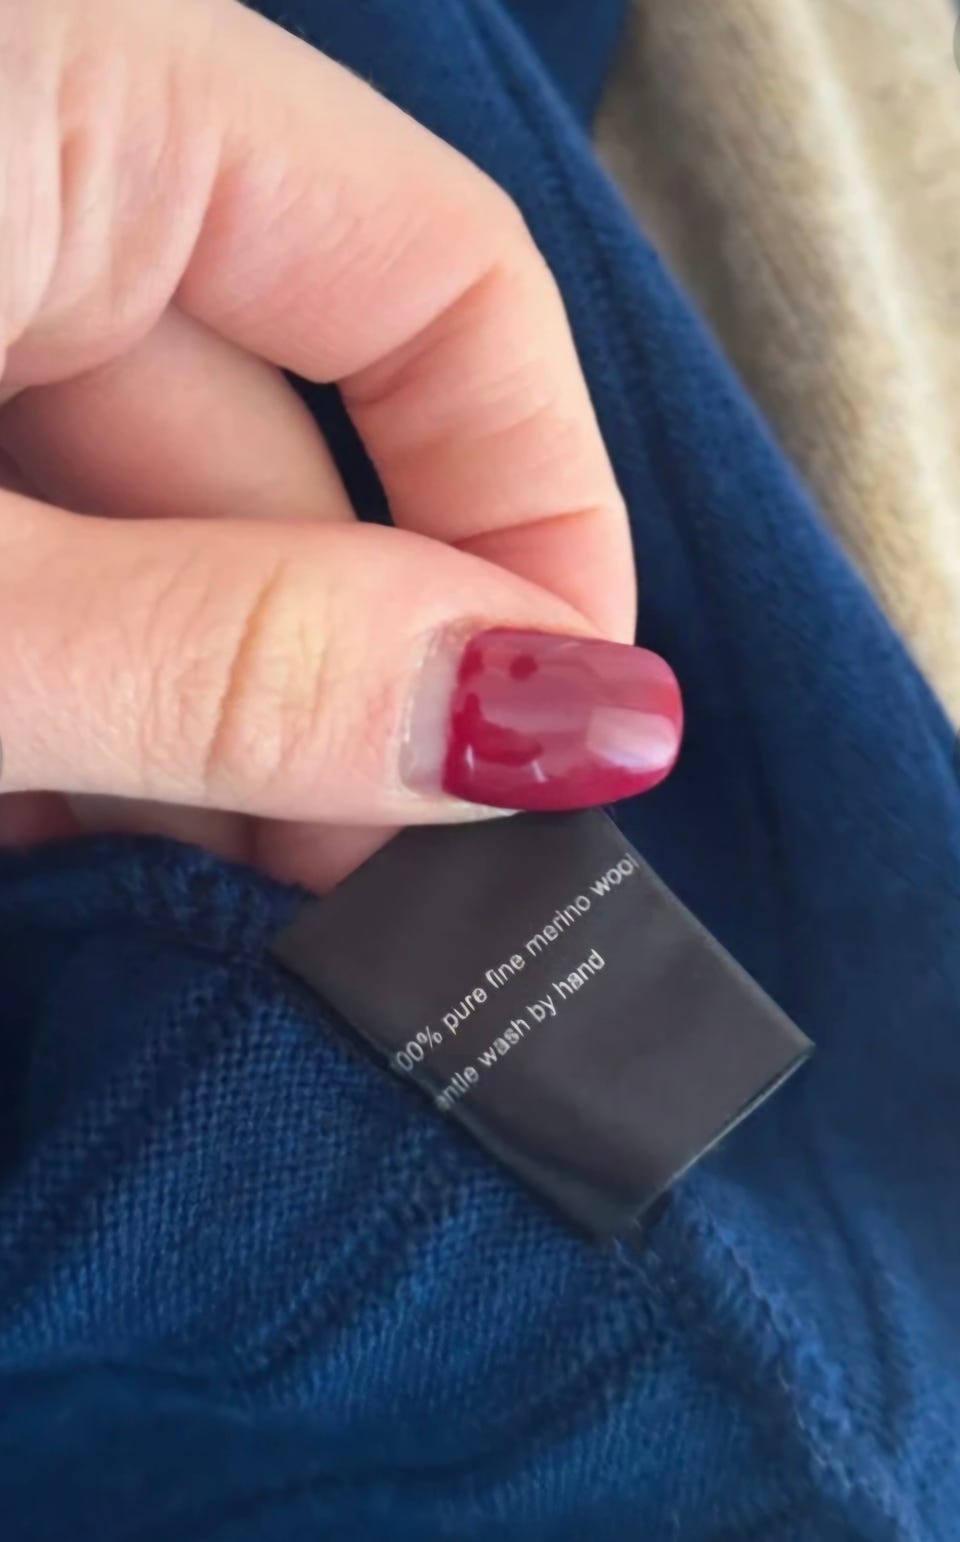 00% pure fine merino wool
entle wash by hand